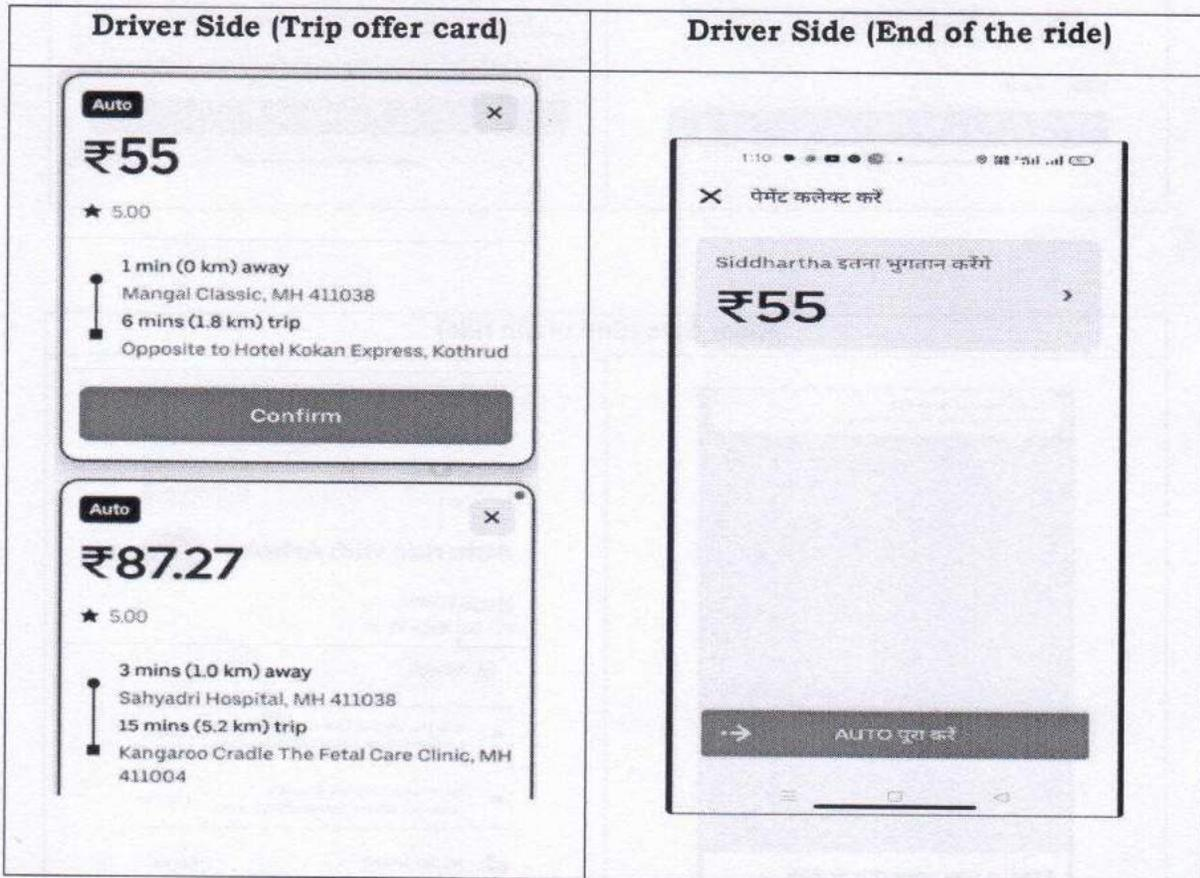 Driver Side (Trip offer card)
Auto
₹55
★ 5.00
1 min (0 km) away
Mangal Classic, MH 411038
6 mins (1.8 km) trip
Opposite to Hotel Kokan Express, Kothrud
Confirm
Auto
₹87.27
★ 5.00
3 mins (1.0 km) away
Sahyadri Hospital, MH 411038
15 mins (5.2 km) trip
Kangaroo Cradle The Fetal Care Clinic, MH
411004
Driver Side (End of the ride)
1:10
पेमेंट कलेक्ट करें
Siddhartha इतना भुगतान करेंगे
₹55
AUTO पूरा करें